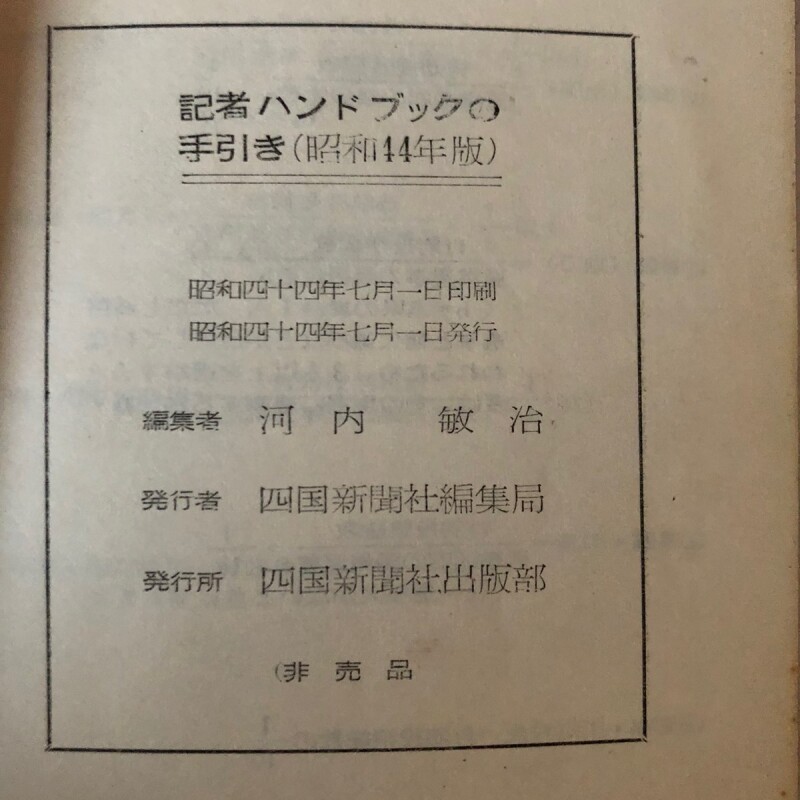 記者ハンドブックの
手引き(昭和44年版)
昭和四十四年七月一日印刷
昭和四十四年七月一日発行
編集者 河内 敏治
発行者 四国新聞社編集局
発行所 四国新聞社出版部
(非売品